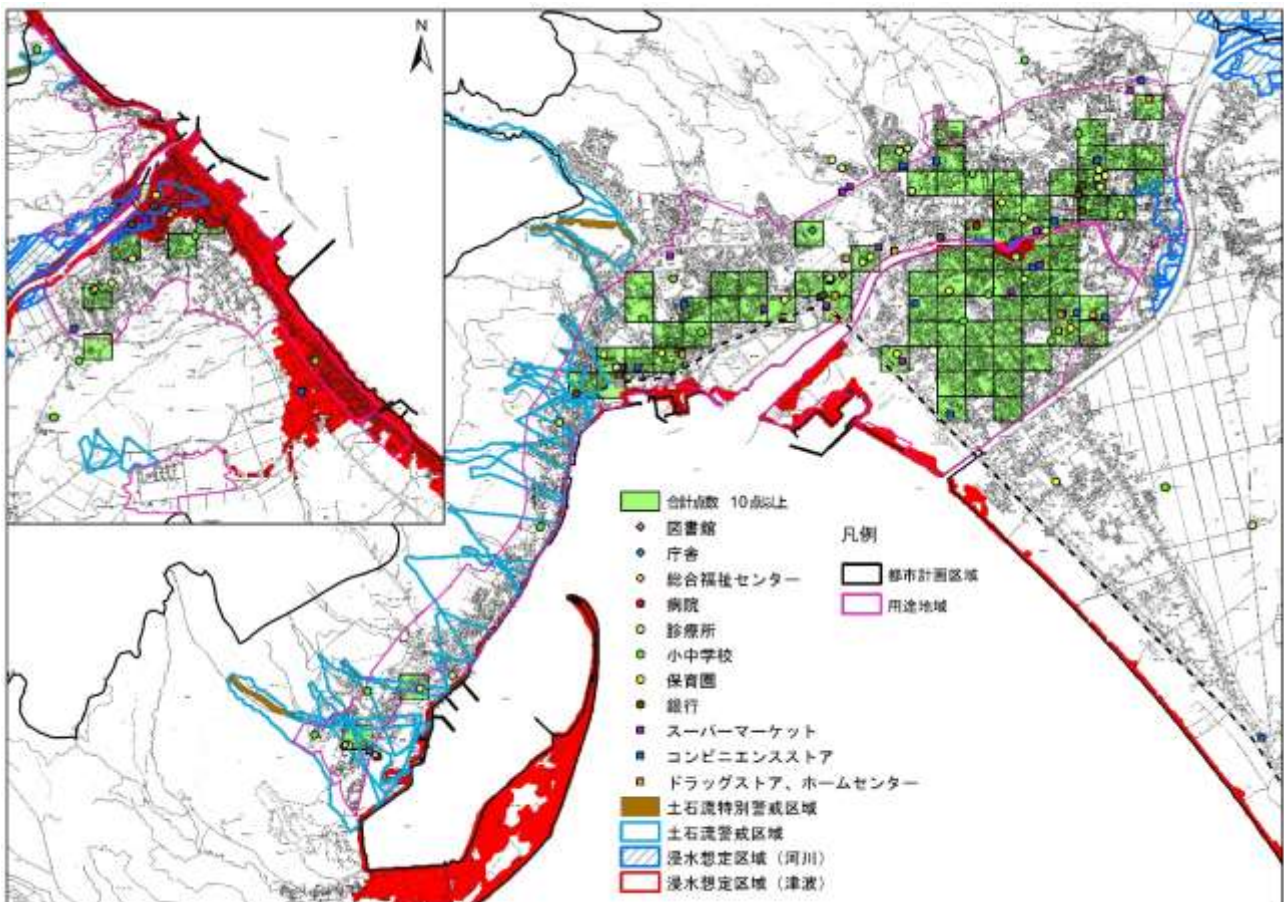 N
合計点数 10点以上
図書館
庁舎
総合福祉センター
病院
診療所
小中学校
保育園
銀行
スーパーマーケット
コンビニエンスストア
ドラッグストア、ホームセンター
土石流特別警戒区域
土石流警戒区域
浸水想定区域（河川）
浸水想定区域（津波）
凡例
都市計画区域
用途地域